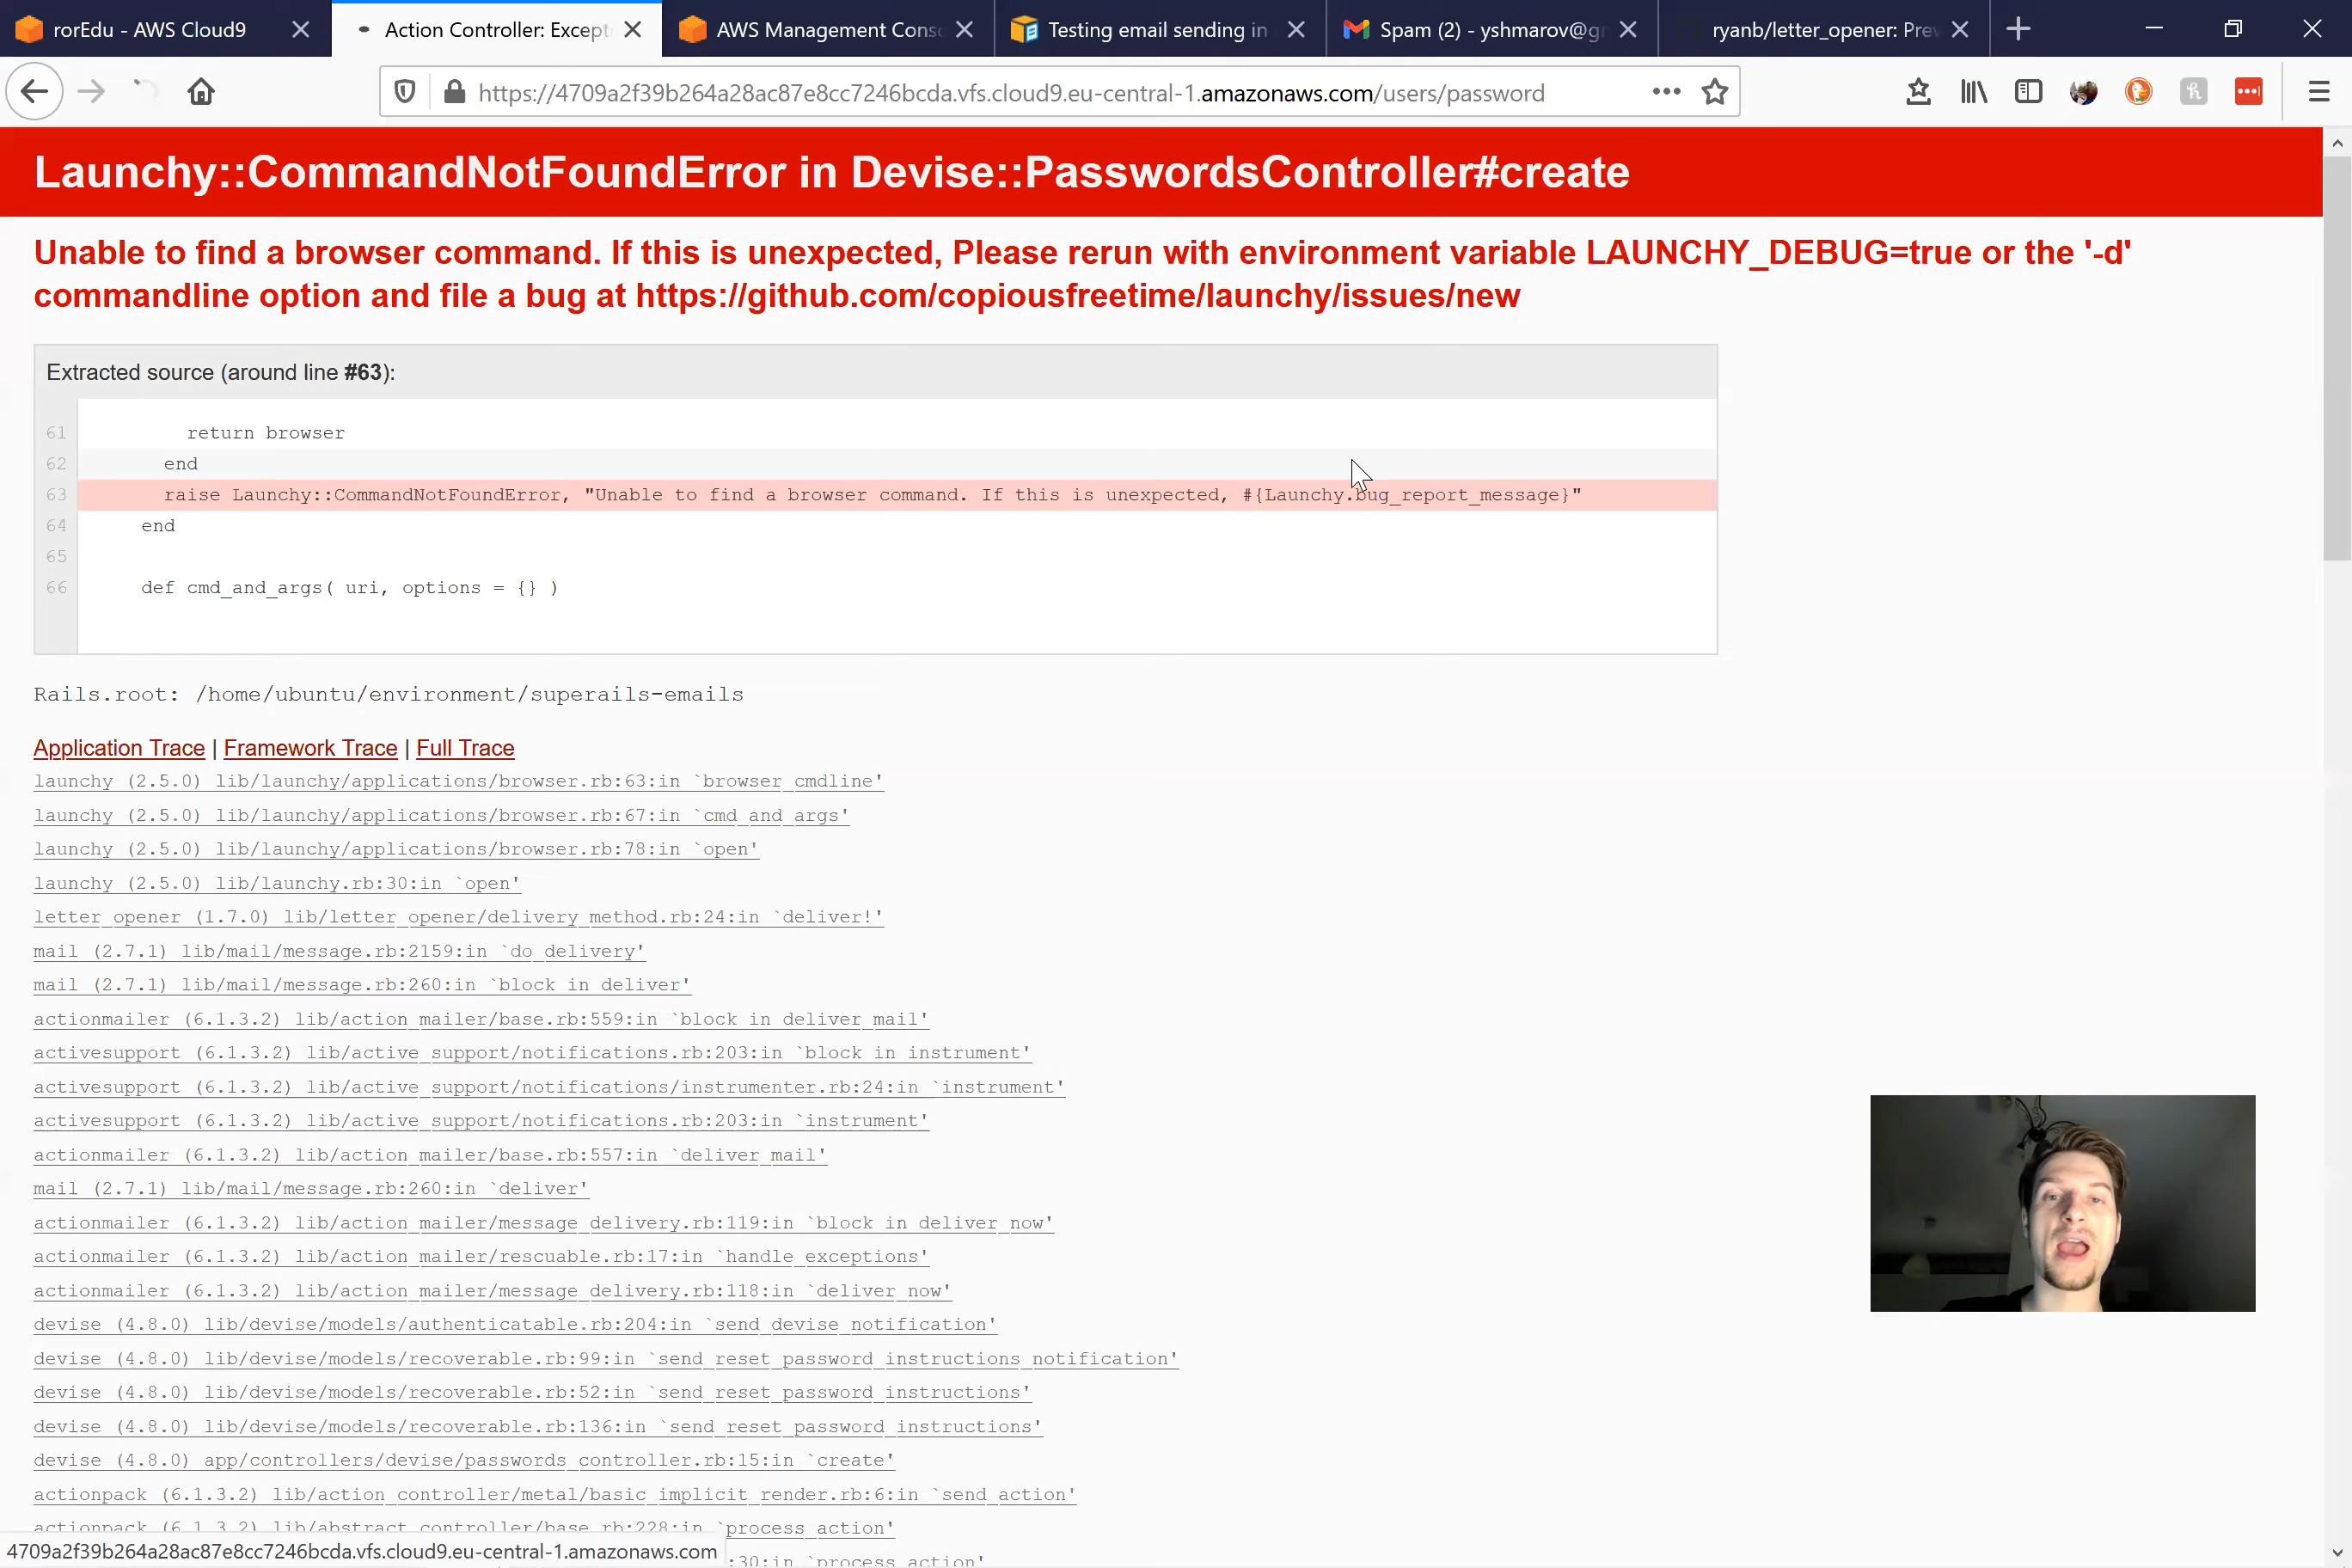 rorEdu - AWS Cloud9
Action Controller: Except
AWS Management Conso
Testing email sending in
Spam (2) - yshmarov@gm
ryanb/letter_opener: Prev
https://4709a2f39b264a28ac87e8cc7246bcda.vfs.cloud9.eu-central-1.amazonaws.com/users/password
Launchy::CommandNotFoundError in Devise::PasswordsController#create
Unable to find a browser command. If this is unexpected, Please rerun with environment variable LAUNCHY_DEBUG=true or the '-d'
commandline option and file a bug at https://github.com/copiousfreetime/launchy/issues/new
Extracted source (around line #63):
61 return browser
62 end
63 raise Launchy::CommandNotFoundError, "Unable to find a browser command. If this is unexpected, #{Launchy.bug_report_message}"
64 end
65
66 def cmd_and_args( uri, options = {} )
Rails.root: /home/ubuntu/environment/superails-emails
Application Trace | Framework Trace | Full Trace
launchy (2.5.0) lib/launchy/applications/browser.rb:63:in `browser_cmdline'
launchy (2.5.0) lib/launchy/applications/browser.rb:67:in `cmd_and_args'
launchy (2.5.0) lib/launchy/applications/browser.rb:78:in `open'
launchy (2.5.0) lib/launchy.rb:30:in `open'
letter_opener (1.7.0) lib/letter_opener/delivery_method.rb:24:in `deliver!'
mail (2.7.1) lib/mail/message.rb:2159:in `do_delivery'
mail (2.7.1) lib/mail/message.rb:260:in `block in deliver'
actionmailer (6.1.3.2) lib/action_mailer/base.rb:559:in `block in deliver_mail'
activesupport (6.1.3.2) lib/active_support/notifications.rb:203:in `block in instrument'
activesupport (6.1.3.2) lib/active_support/notifications/instrumenter.rb:24:in `instrument'
activesupport (6.1.3.2) lib/active_support/notifications.rb:203:in `instrument'
actionmailer (6.1.3.2) lib/action_mailer/base.rb:557:in `deliver_mail'
mail (2.7.1) lib/mail/message.rb:260:in `deliver'
actionmailer (6.1.3.2) lib/action_mailer/message_delivery.rb:119:in `block in deliver_now'
actionmailer (6.1.3.2) lib/action_mailer/rescuable.rb:17:in `handle_exceptions'
actionmailer (6.1.3.2) lib/action_mailer/message_delivery.rb:118:in `deliver_now'
devise (4.8.0) lib/devise/models/authenticatable.rb:204:in `send_devise_notification'
devise (4.8.0) lib/devise/models/recoverable.rb:99:in `send_reset_password_instructions_notification'
devise (4.8.0) lib/devise/models/recoverable.rb:52:in `send_reset_password_instructions'
devise (4.8.0) lib/devise/models/recoverable.rb:136:in `send_reset_password_instructions'
devise (4.8.0) app/controllers/devise/passwords_controller.rb:15:in `create'
actionpack (6.1.3.2) lib/action_controller/metal/basic_implicit_render.rb:6:in `send_action'
actionpack (6.1.3.2) lib/abstract_controller/base.rb:228:in `process_action'
4709a2f39b264a28ac87e8cc7246bcda.vfs.cloud9.eu-central-1.amazonaws.com
:30:in `process_action'